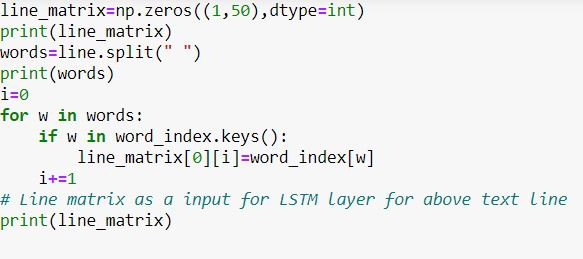 line_matrix=np.zeros((1,50),dtype=int)
print(line_matrix)
words=line.split(" ")
print(words)
i=0
for w in words:
    if w in word_index.keys():
        line_matrix[0][i]=word_index[w]
    i+=1
# Line matrix as a input for LSTM layer for above text line
print(line_matrix)